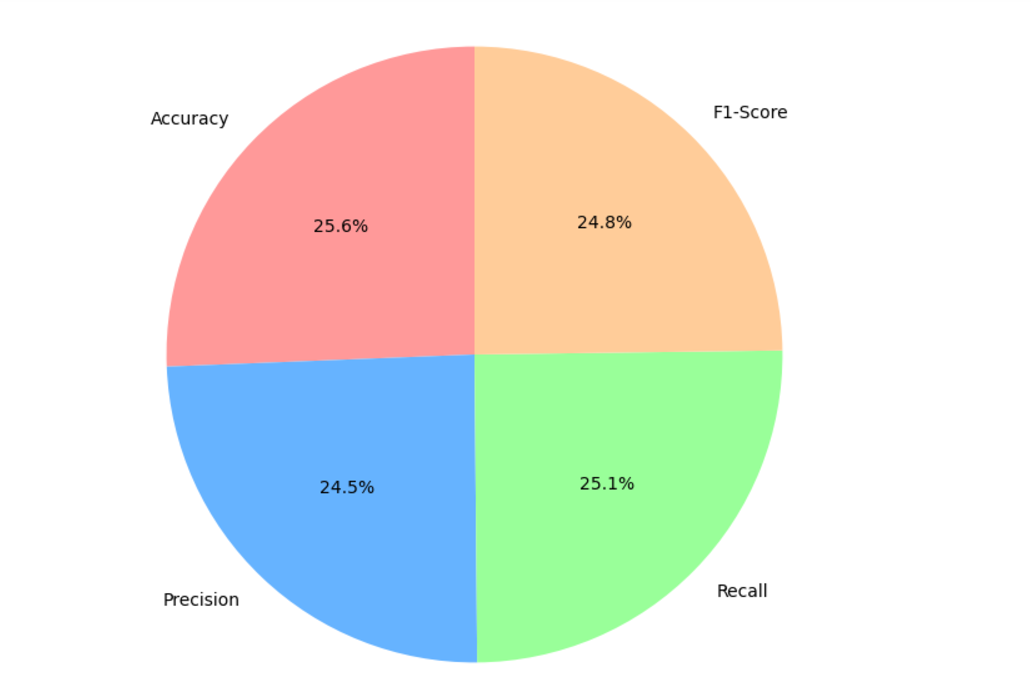 F1-Score
Accuracy
24.8%
25.6%
25.1%
24.5%
Recall
Precision